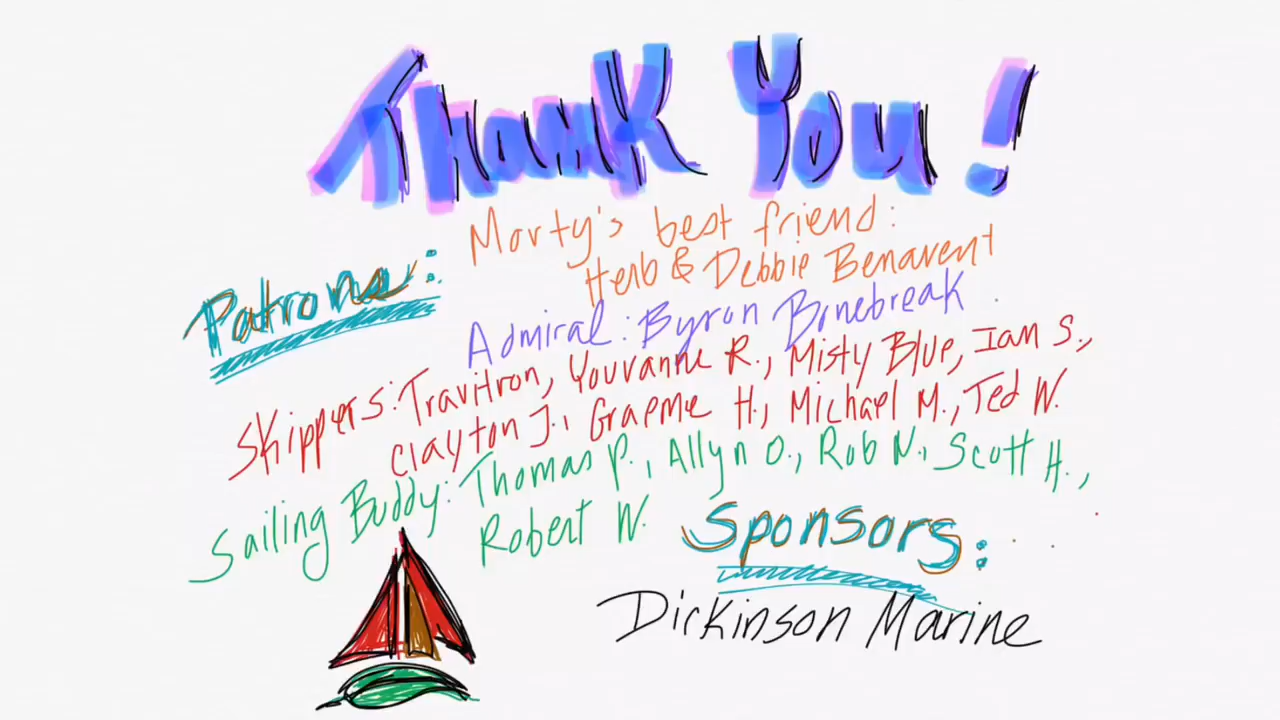 Thank You!
Patrons:
Morty's best friend:
Herb & Debbie Benavent
Admiral: Byron Bonebreak
Skippers: Travitron, Youvanne R., Misty Blue, Ian S.,
Clayton J., Graeme H., Michael M., Ted W.
Sailing Buddy: Thomas P., Allyn O., Rob N., Scott H.,
Robert W.
Sponsors:
Dickinson Marine